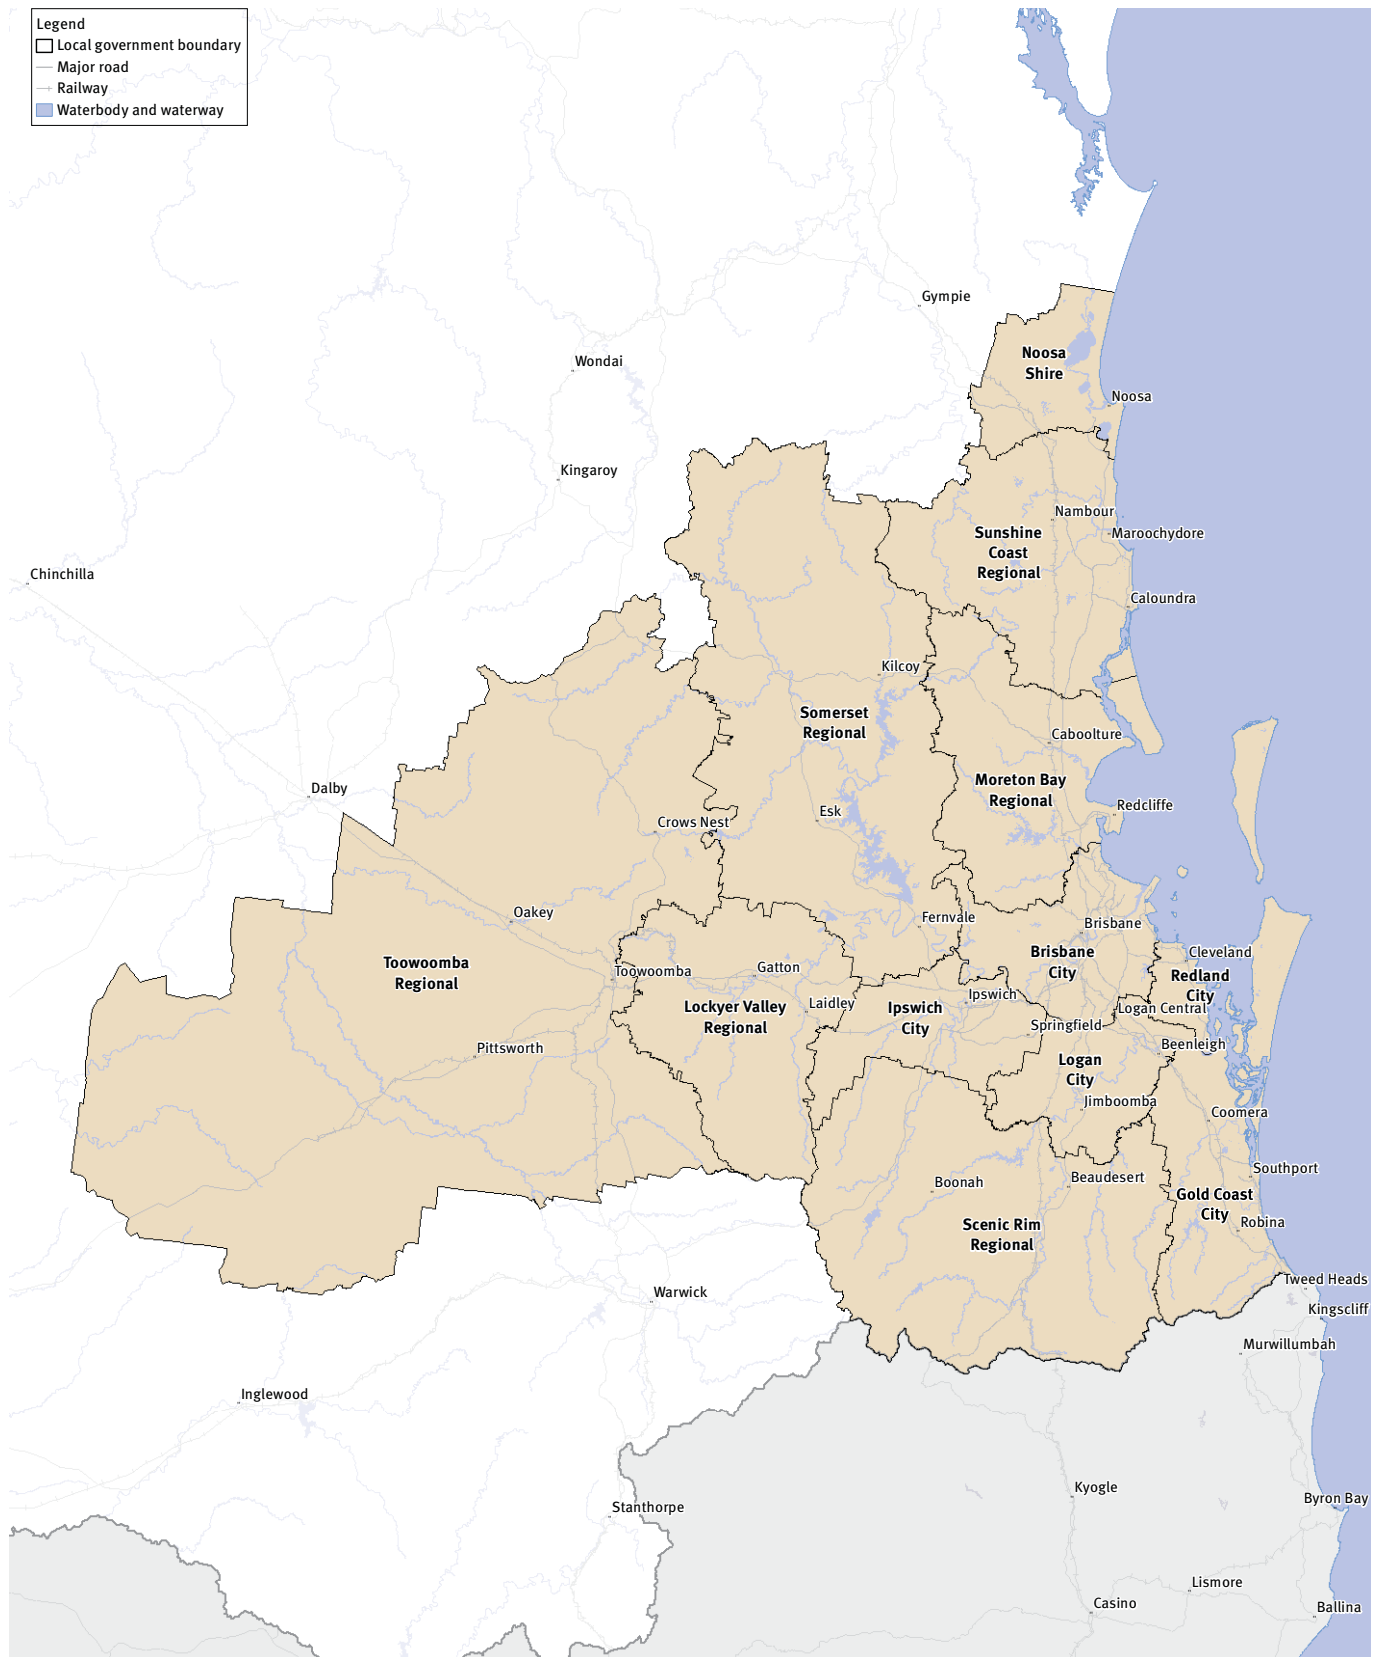 Legend
Local government boundary
Major road
Railway
Waterbody and waterway
Gympie
Noosa
Shire
Wondai
Noosa
Kingaroy
Nambour
Sunshine
Coast
Regional
Maroochydore
Chinchilla
Caloundra
Kilcoy
Somerset
Regional
Caboolture
Moreton Bay
Regional
Dalby
Redcliffe
Esk
Crows Nest
Oakey
Fernvale
Brisbane
Brisbane
City
Cleveland
Toowoomba
Regional
Toowoomba
Gatton
Redland
City
Ipswich
Laidley
Lockyer Valley
Regional
Ipswich
City
Logan Central
Springfield
Beenleigh
Pittsworth
Logan
City
Jimboomba
Coomera
Southport
Beaudesert
Boonah
Gold Coast
City
Robina
Scenic Rim
Regional
Tweed Heads
Warwick
Kingscliff
Murwillumbah
Inglewood
Kyogle
Byron Bay
Stanthorpe
Lismore
Casino
Ballina